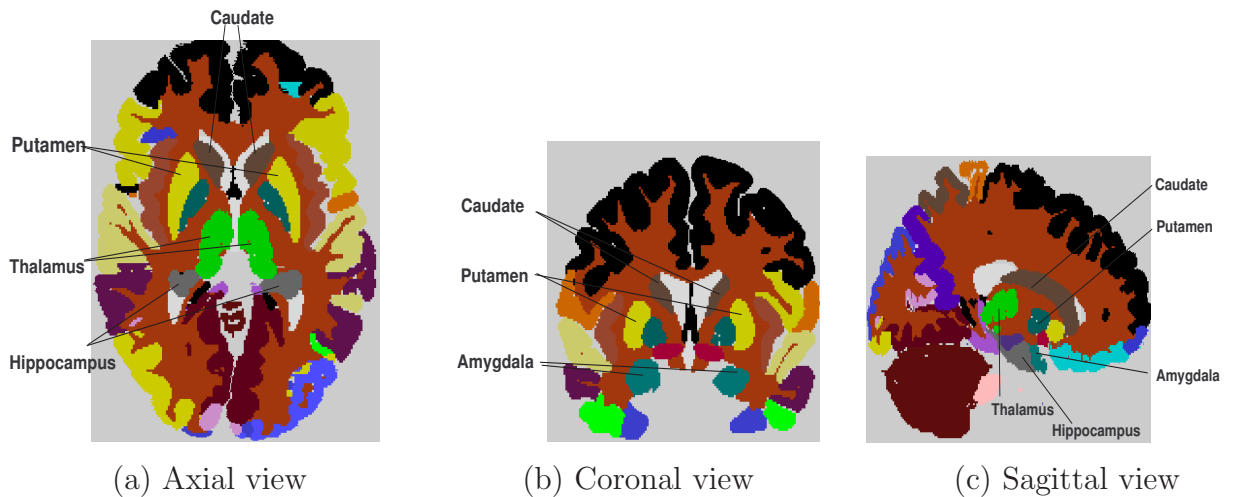 Caudate
Putamen
Thalamus
Hippocampus
(a) Axial view
Caudate
Putamen
Amygdala
(b) Coronal view
Caudate
Putamen
Amygdala
Thalamus
Hippocampus
(c) Sagittal view